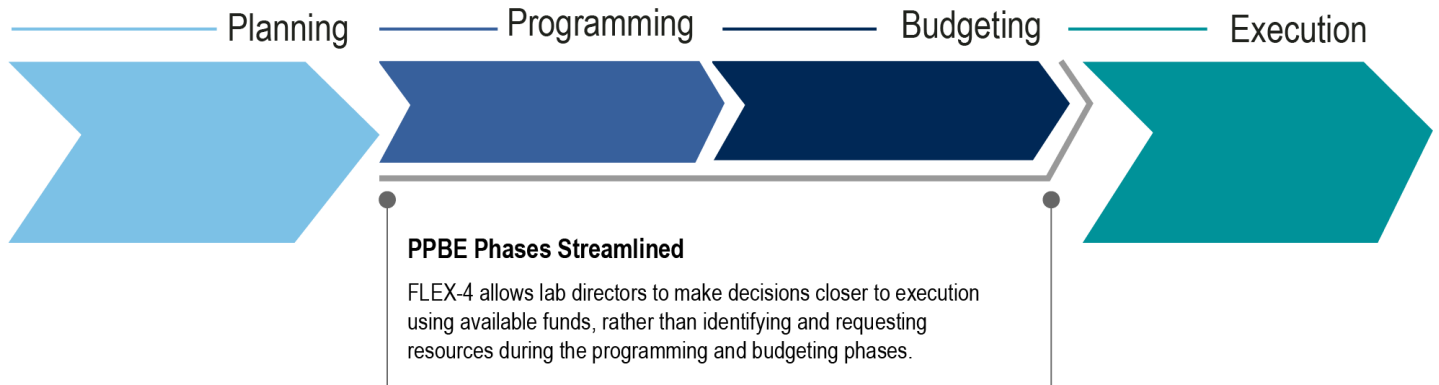 Planning
Programming
Budgeting
Execution
PPBE Phases Streamlined
FLEX-4 allows lab directors to make decisions closer to execution
using available funds, rather than identifying and requesting
resources during the programming and budgeting phases.